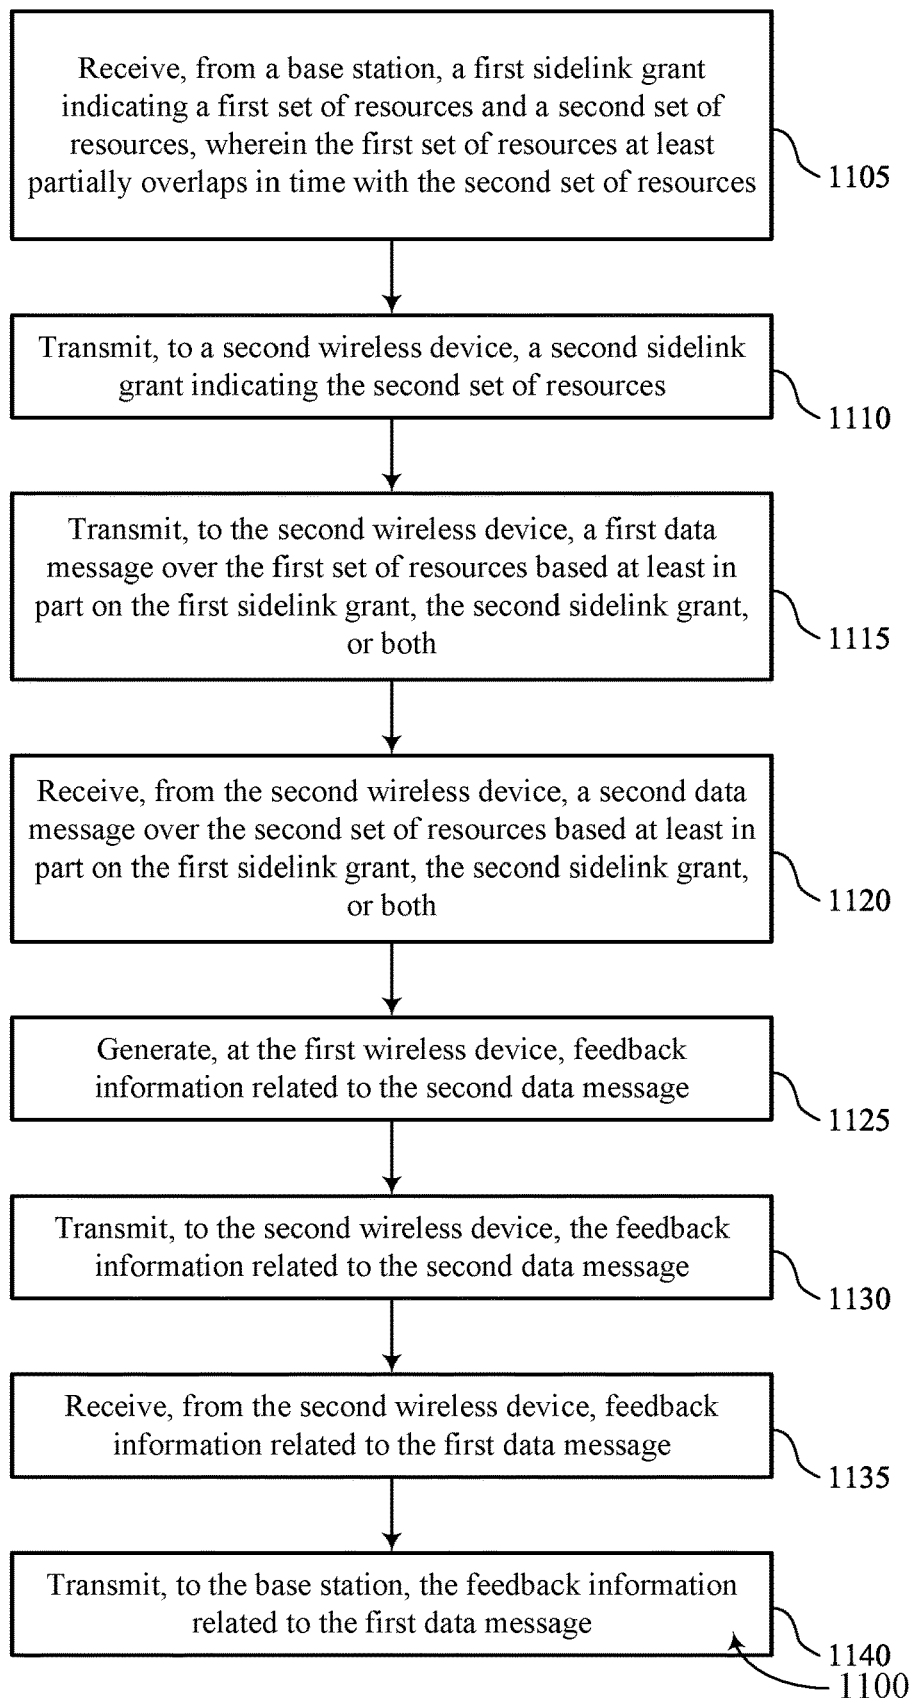 Receive, from a base station, a first sidelink grant
indicating a first set of resources and a second set of
resources, wherein the first set of resources at least
partially overlaps in time with the second set of resources
1105
Transmit, to a second wireless device, a second sidelink
grant indicating the second set of resources
1110
Transmit, to the second wireless device, a first data
message over the first set of resources based at least in
part on the first sidelink grant, the second sidelink grant,
or both
1115
Receive, from the second wireless device, a second data
message over the second set of resources based at least in
part on the first sidelink grant, the second sidelink grant,
or both
1120
Generate, at the first wireless device, feedback
information related to the second data message
1125
Transmit, to the second wireless device, the feedback
information related to the second data message
1130
Receive, from the second wireless device, feedback
information related to the first data message
1135
Transmit, to the base station, the feedback information
related to the first data message
1140
1100